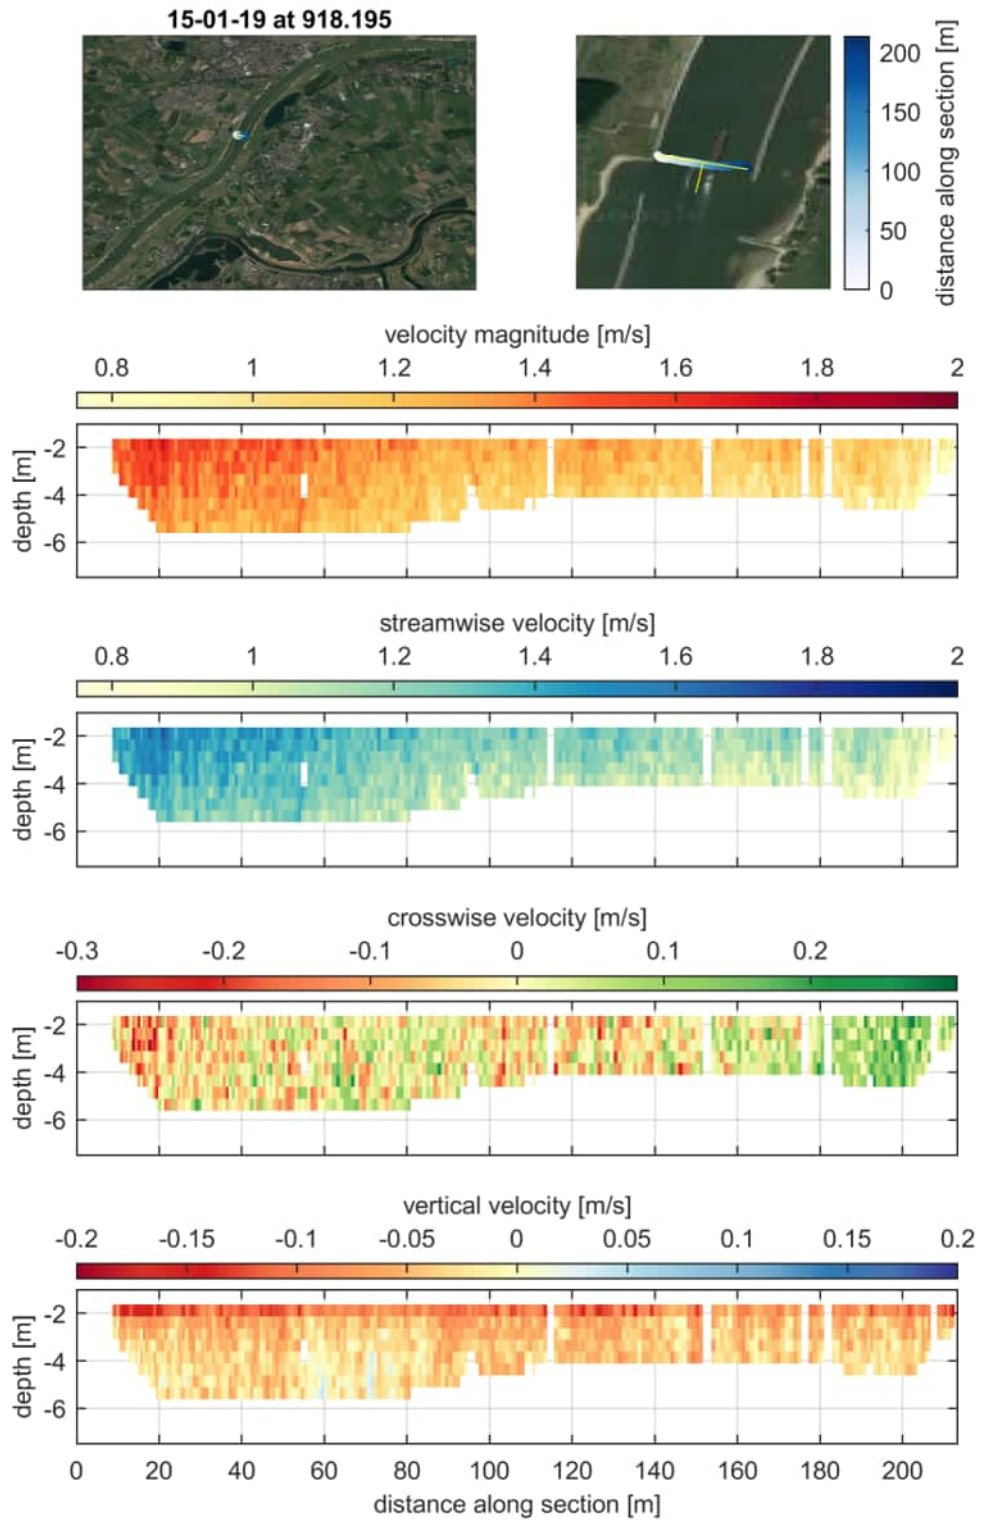 15-01-19 at 918.195
200
150
100
50
0
distance along section [m]
velocity magnitude [m/s]
0.8 1 1.2 1.4 1.6 1.8 2
-2
-4
-6
depth [m]
streamwise velocity [m/s]
0.8 1 1.2 1.4 1.6 1.8 2
-2
-4
-6
depth [m]
crosswise velocity [m/s]
-0.3 -0.2 -0.1 0 0.1 0.2
-2
-4
-6
depth [m]
vertical velocity [m/s]
-0.2 -0.15 -0.1 -0.05 0 0.05 0.1 0.15 0.2
-2
-4
-6
depth [m]
0 20 40 60 80 100 120 140 160 180 200
distance along section [m]